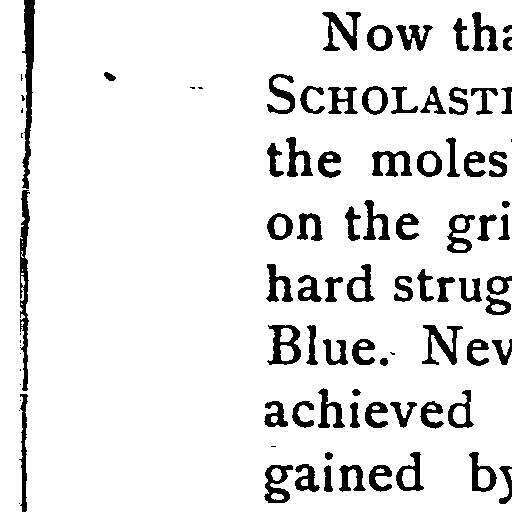 Now tha
SCHOLASTI
the moles
on the gri
hard strug
Blue. Nev
achieved
gained by